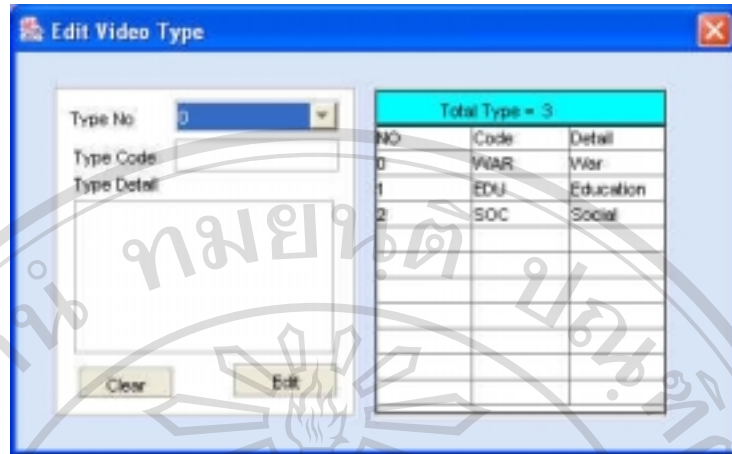 Edit Video Type
Type No 0
Type Code
Type Detail
Clear Edit
Total Type = 3
NO Code Detail
0 WAR War
1 EDU Education
2 SOC Social